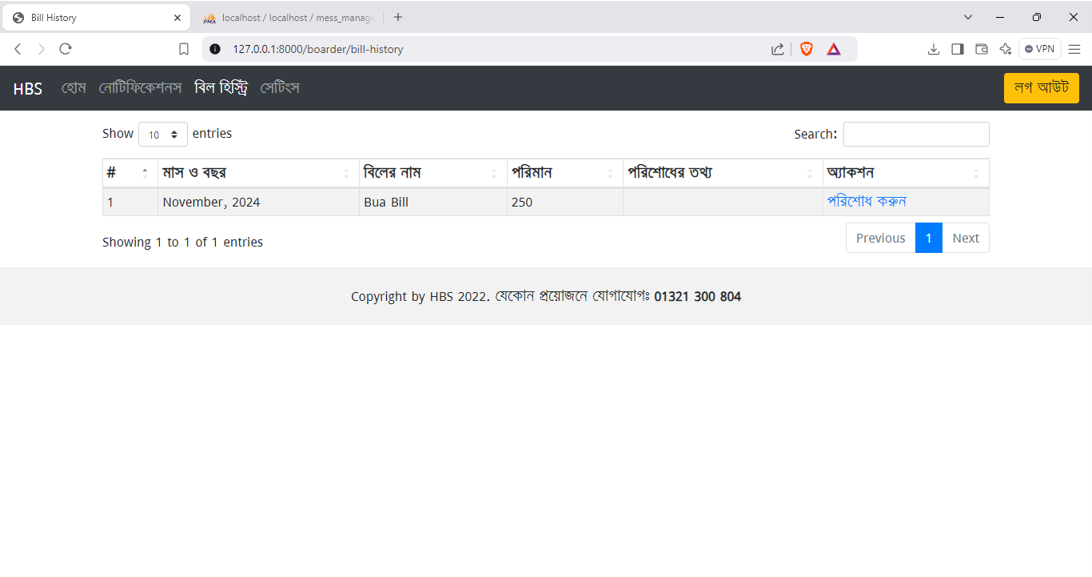 Bill History
localhost / localhost / mess_manag
127.0.0.1:8000/boarder/bill-history
VPN
HBS হোম নোটিফিকেশনস বিল হিস্ট্রি সেটিংস লগ আউট
Show 10 entries Search:
# মাস ও বছর বিলের নাম পরিমান পরিশোধের তথ্য অ্যাকশন
1 November, 2024 Bua Bill 250 পরিশোধ করুন
Showing 1 to 1 of 1 entries Previous 1 Next
Copyright by HBS 2022. যেকোন প্রয়োজনে যোগাযোগঃ 01321 300 804